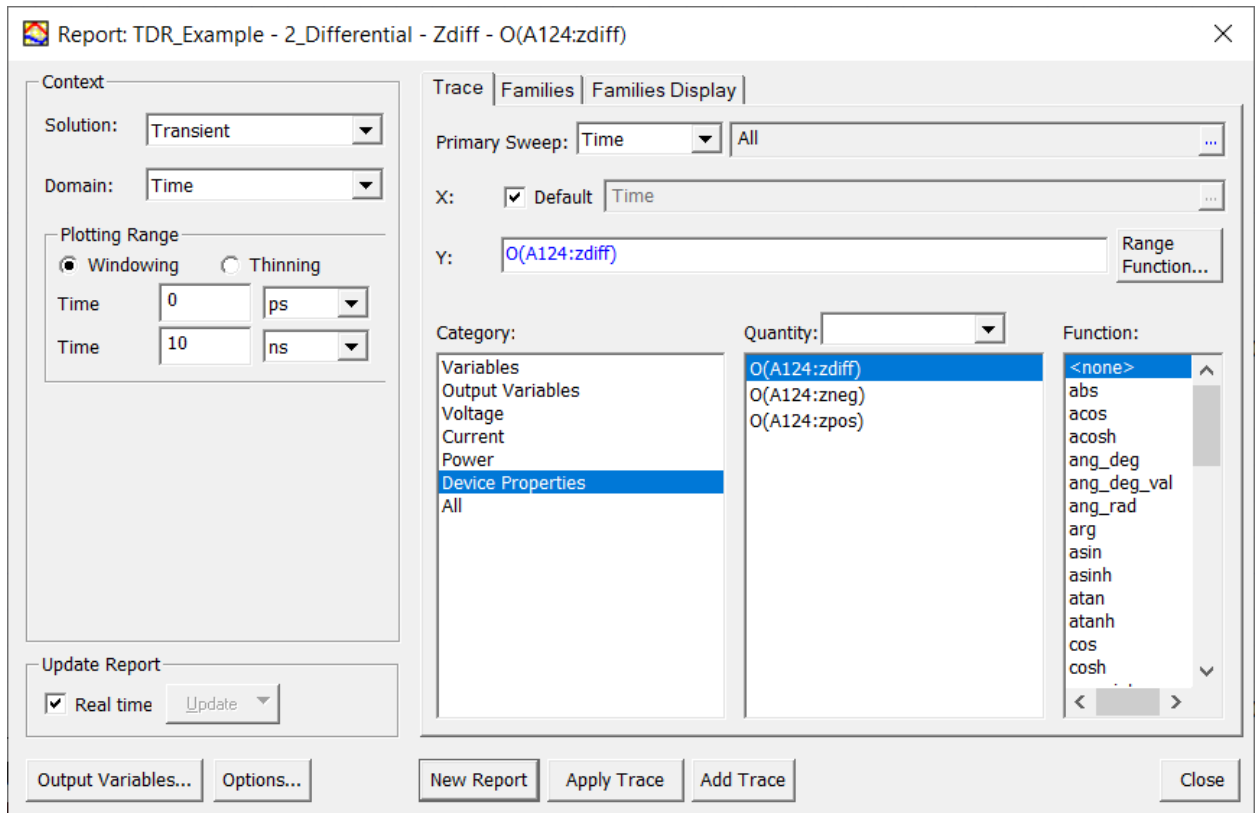 Report: TDR_Example - 2_Differential - Zdiff - O(A124:zdiff)
Context
Solution: Transient
Domain: Time
Plotting Range
Windowing Thinning
Time 0 ps
Time 10 ns
Update Report
Real time Update
Output Variables... Options...
Trace Families Families Display
Primary Sweep: Time All ...
X: Default Time ...
Y: O(A124:zdiff) Range Function...
Category:
Variables
Output Variables
Voltage
Current
Power
Device Properties
All
Quantity:
O(A124:zdiff)
O(A124:zneg)
O(A124:zpos)
Function:
<none>
abs
acos
acosh
ang_deg
ang_deg_val
ang_rad
arg
asin
asinh
atan
atanh
cos
cosh
New Report Apply Trace Add Trace Close